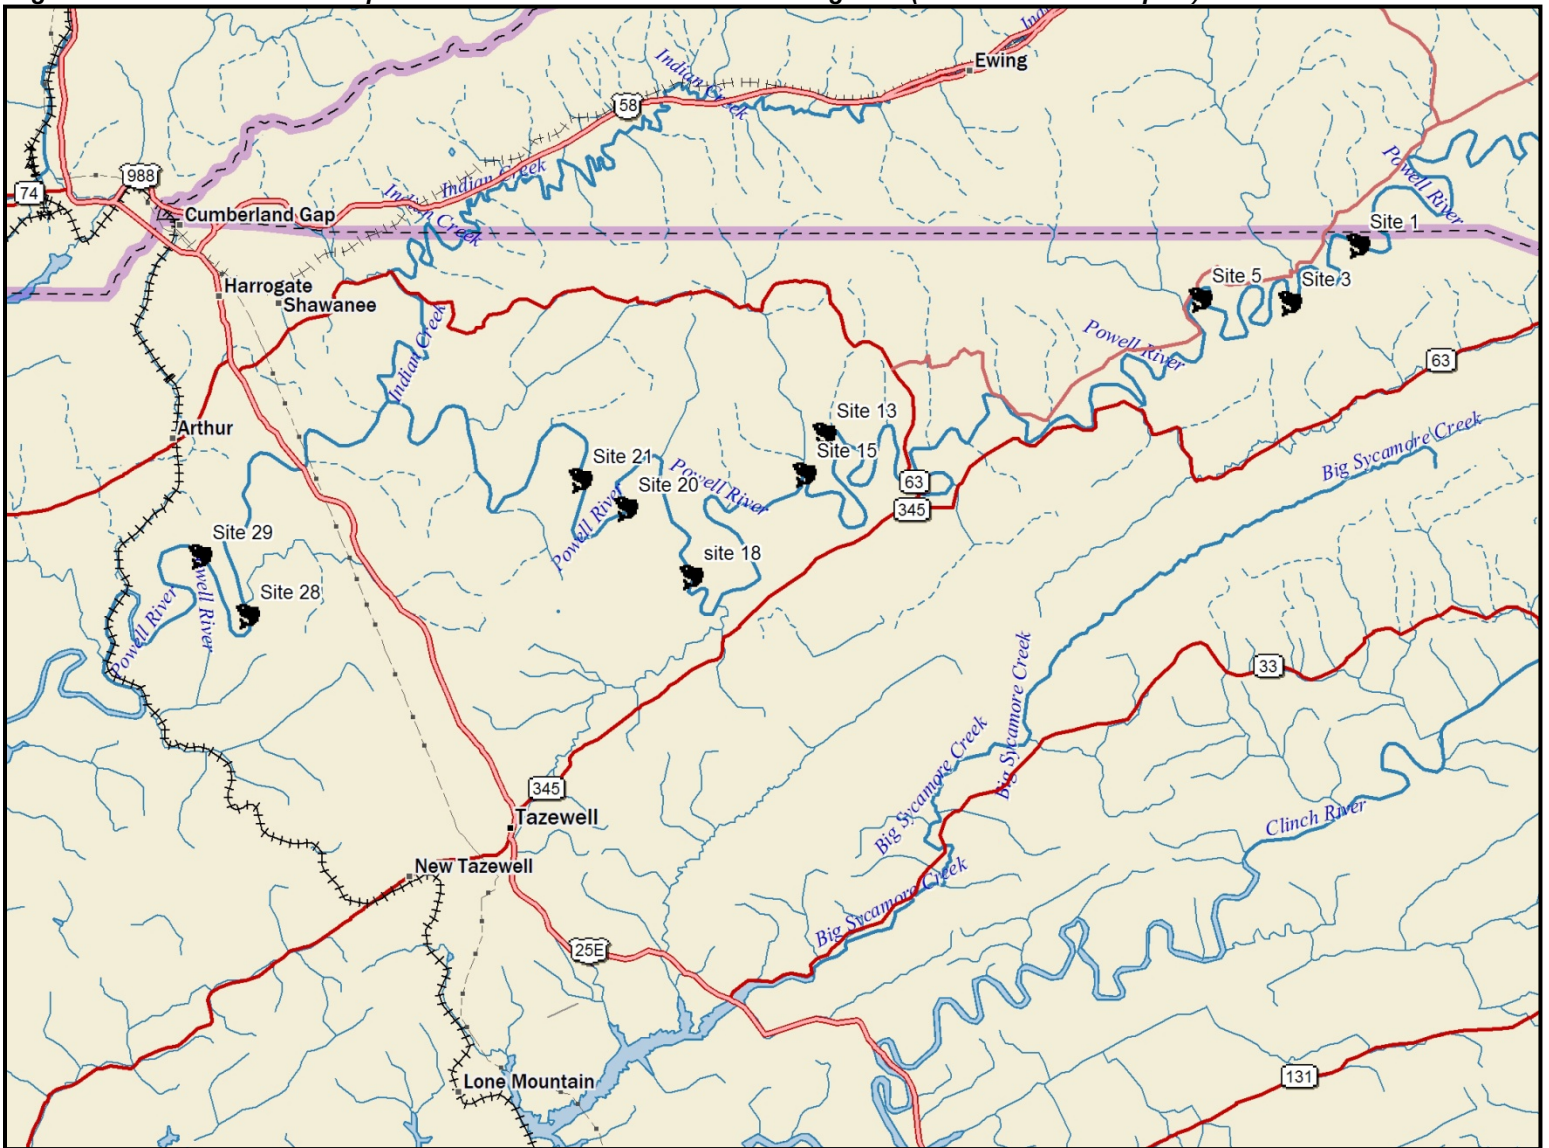 Ewing
Indian Creek
58
Powell River
988
Indian Creek
74
Indian Creek
Cumberland Gap
Indian Creek
Site 1
Harrogate
Shawanee
Site 5
Site 3
Powell River
Indian Creek
63
Arthur
Site 13
Site 15
Site 21
Site 20
Powell River
Big Sycamore Creek
63
345
Powell River
site 18
Site 29
Site 28
Powell River
well River
33
Big Sycamore Creek
Big Sycamore Creek
345
Tazewell
Clinch River
New Tazewell
Big Sycamore Creek
25E
Lone Mountain
131